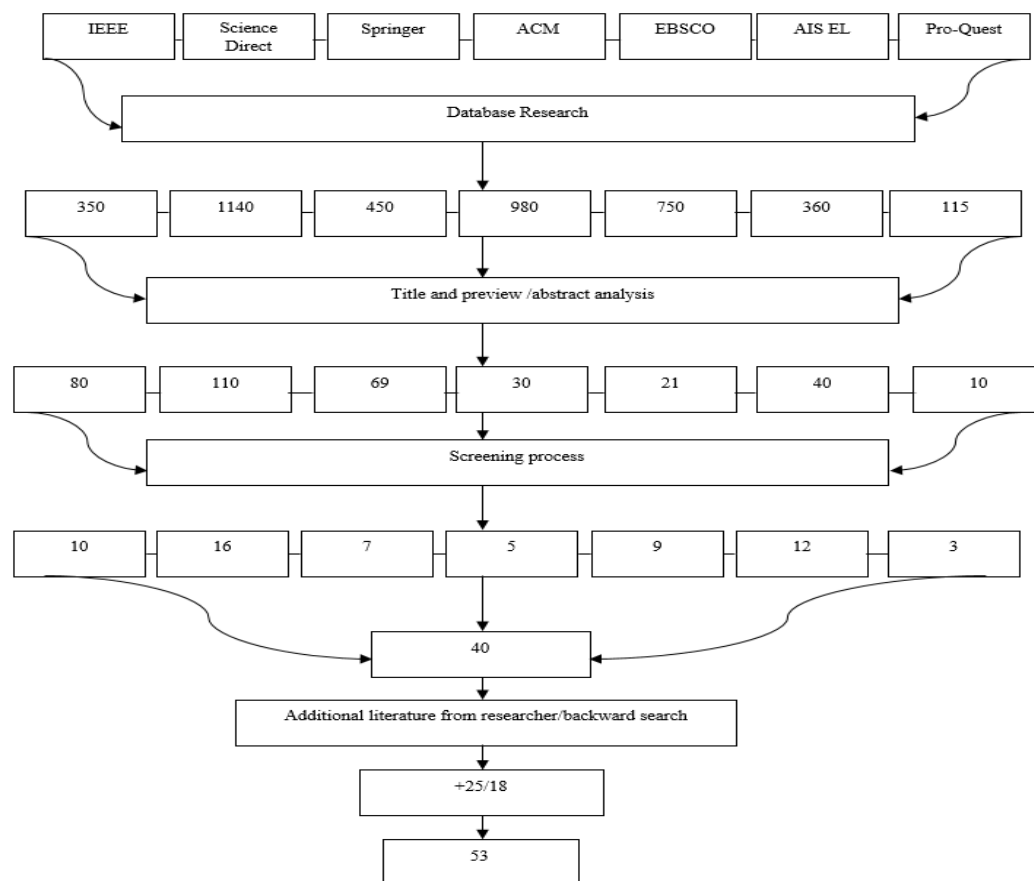 IEEE
Science
Direct
Springer
ACM
EBSCO
AIS EL
Pro-Quest
Database Research
350
1140
450
980
750
360
115
Title and preview /abstract analysis
80
110
69
30
21
40
10
Screening process
10
16
7
5
9
12
3
40
Additional literature from researcher/backward search
+25/18
53